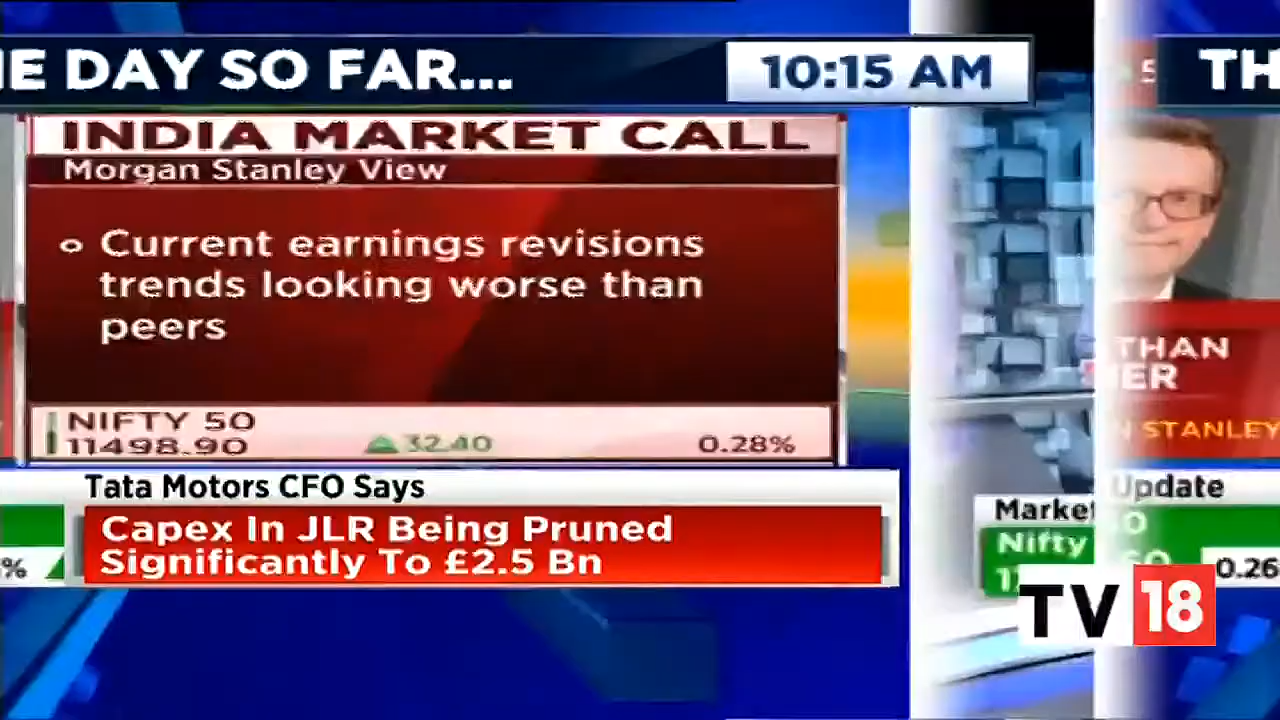 E DAY SO FAR...
10:15 AM
TH
INDIA MARKET CALL
Morgan Stanley View
○ Current earnings revisions
trends looking worse than
peers
NIFTY 50
11498.90 ▲ 32.40 0.28%
THAN
ER
STANLEY
Tata Motors CFO Says
Capex In JLR Being Pruned
Significantly To £2.5 Bn
%
Market
Update
Nifty
0.26
TV18